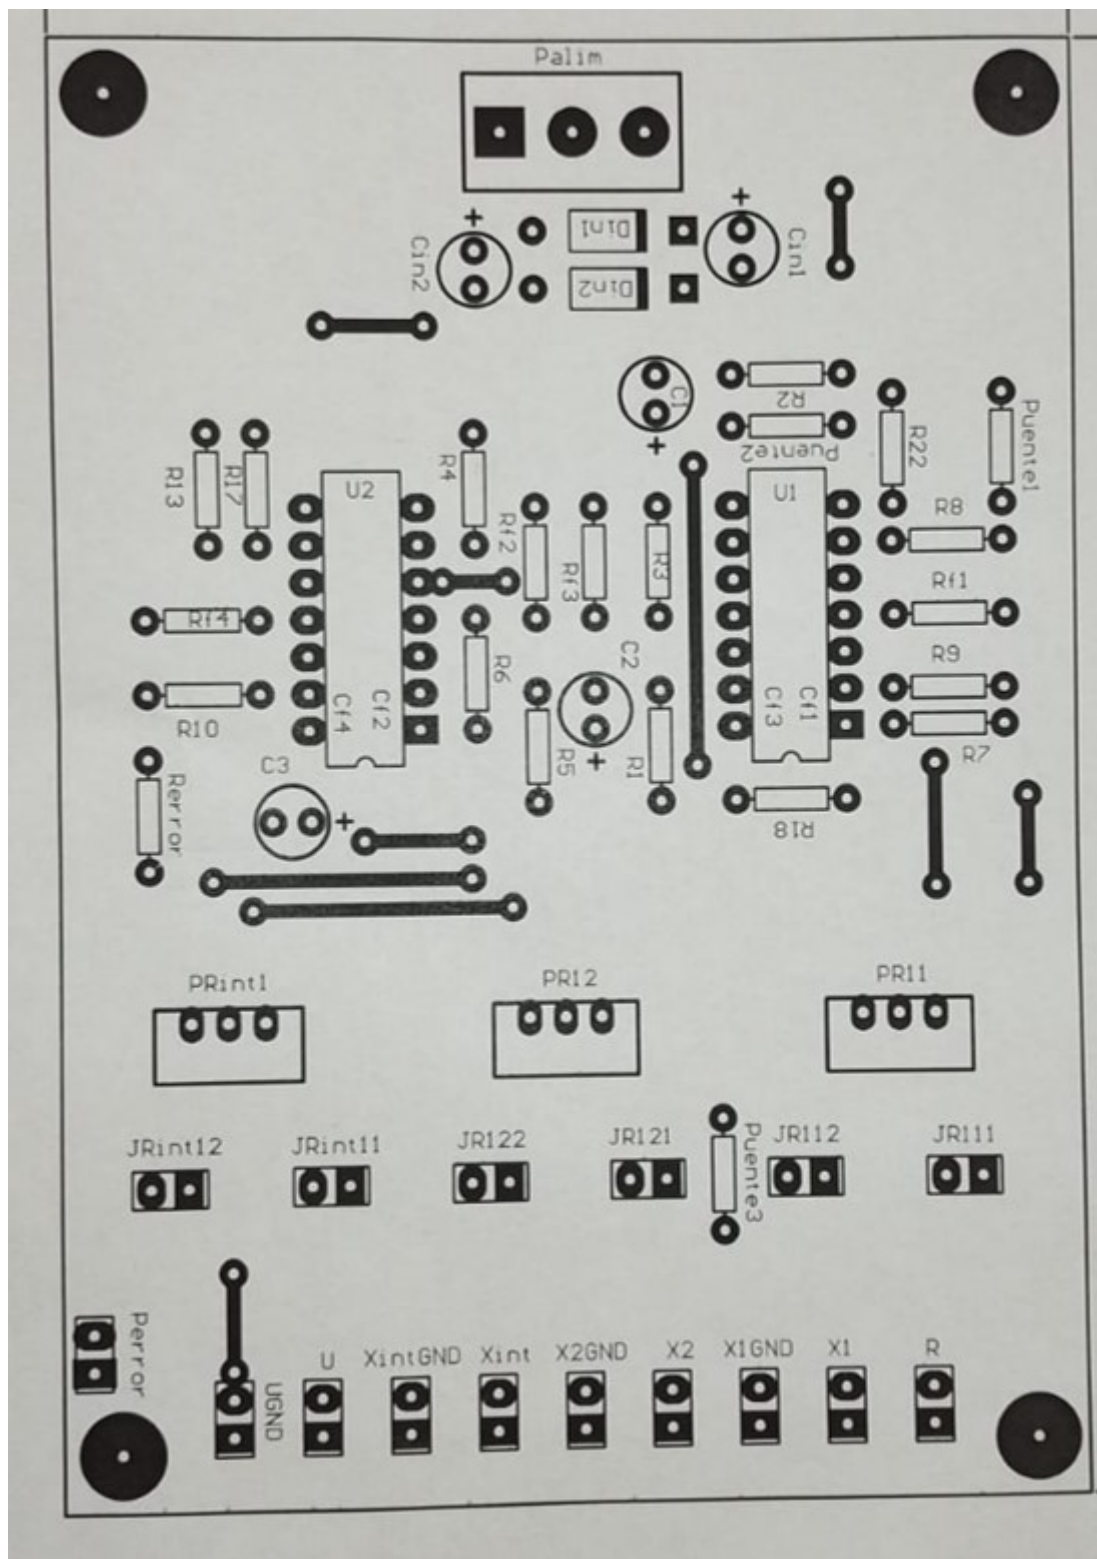 Palim
+
+
Din1
Cin2
Cin1
Din2
C1
+
R2
Puente2
R22
Puente1
R13
R17
U2
R4
U1
R8
Rf2
Rf3
R3
Rf1
Rf4
R6
C2
R9
R10
Cf4
Cf2
Cf3
Cf1
C3
R5
+
R1
R7
Rerror
+
R18
PRint1
PR12
PR11
JRint12
JRint11
JR122
JR121
Puente3
JR112
JR111
Perror
UGND
U
XintGND
Xint
X2GND
X2
X1GND
X1
R